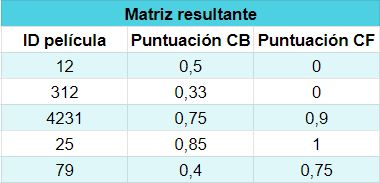 Matriz resultante
ID película Puntuación CB Puntuación CF
12 0,5 0
312 0,33 0
4231 0,75 0,9
25 0,85 1
79 0,4 0,75